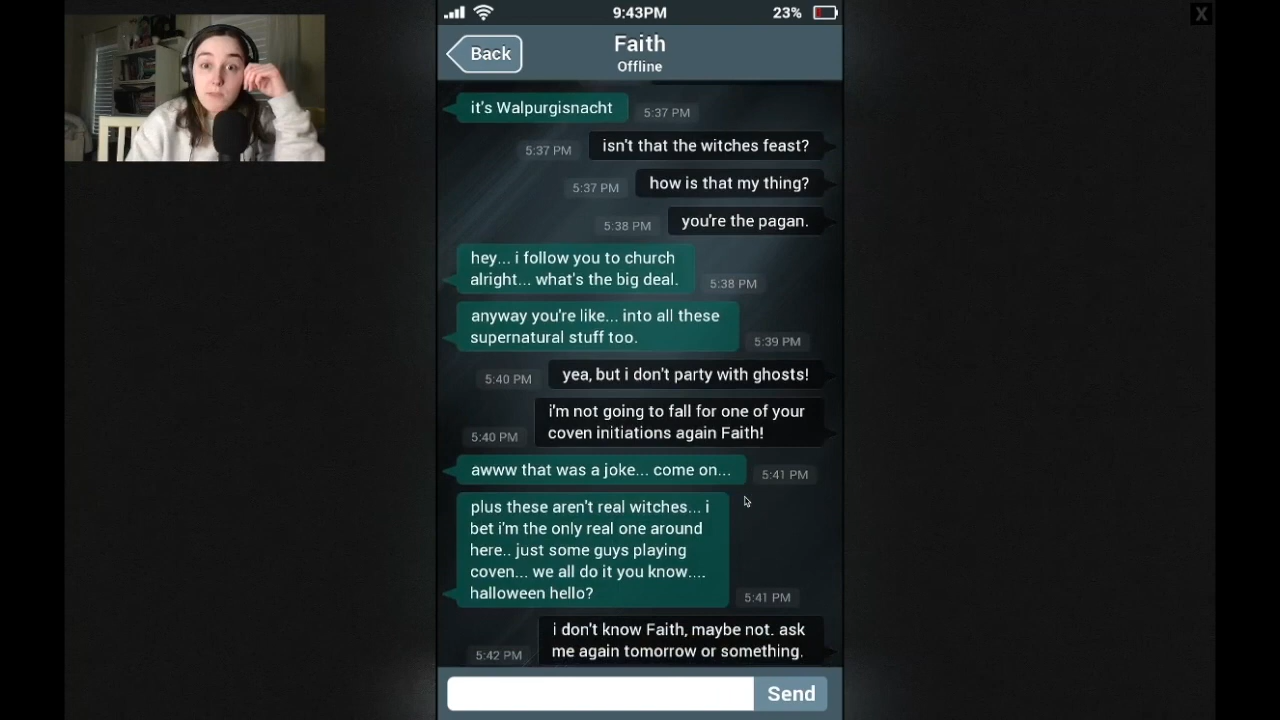 9:43PM
23%
X
Back
Faith
Offline
it's Walpurgisnacht
5:37 PM
isn't that the witches feast?
5:37 PM
how is that my thing?
5:37 PM
you're the pagan.
5:38 PM
hey... i follow you to church
alright... what's the big deal.
5:38 PM
anyway you're like... into all these
supernatural stuff too.
5:39 PM
yea, but i don't party with ghosts!
5:40 PM
i'm not going to fall for one of your
coven initiations again Faith!
5:40 PM
awww that was a joke... come on...
5:41 PM
plus these aren't real witches... i
bet i'm the only real one around
here.. just some guys playing
coven... we all do it you know....
halloween hello?
5:41 PM
i don't know Faith, maybe not. ask
me again tomorrow or something.
5:42 PM
Send